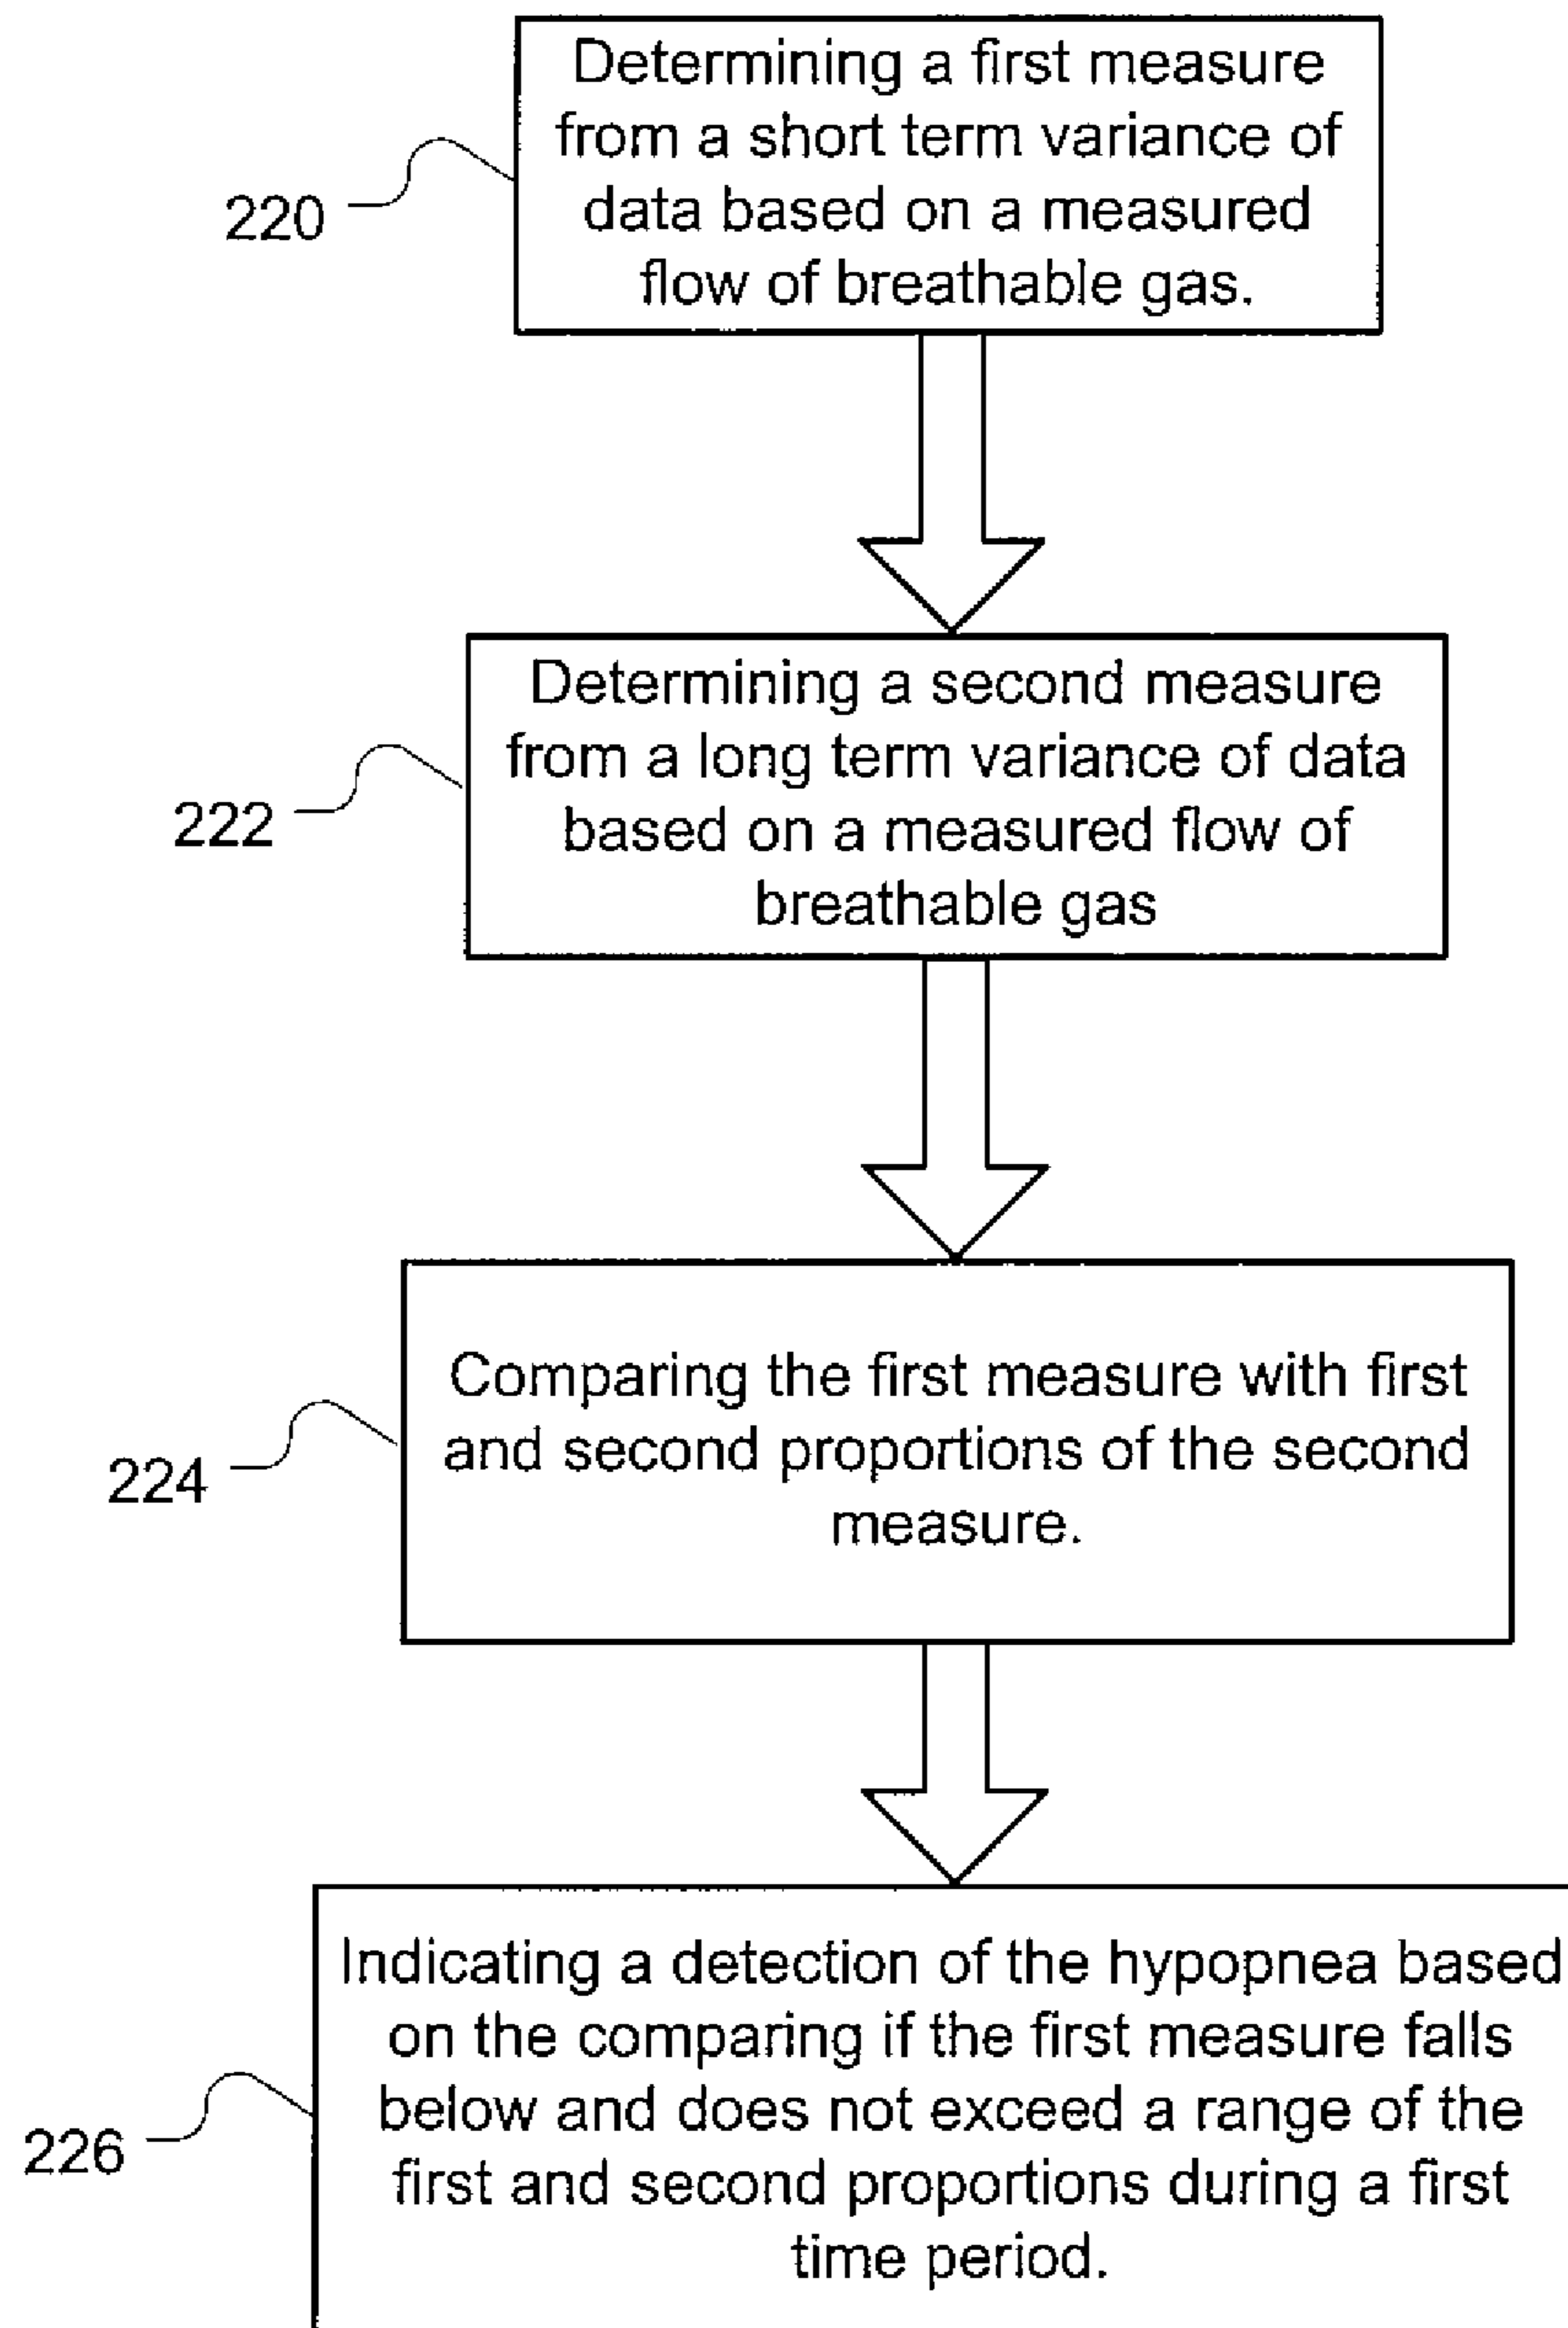 Determining a first measure
from a short term variance of
data based on a measured
flow of breathable gas.
220
Determining a second measure
from a long term variance of data
based on a measured flow of
breathable gas
222
Comparing the first measure with first
and second proportions of the second
measure.
224
Indicating a detection of the hypopnea based
on the comparing if the first measure falls
below and does not exceed a range of the
first and second proportions during a first
time period.
226